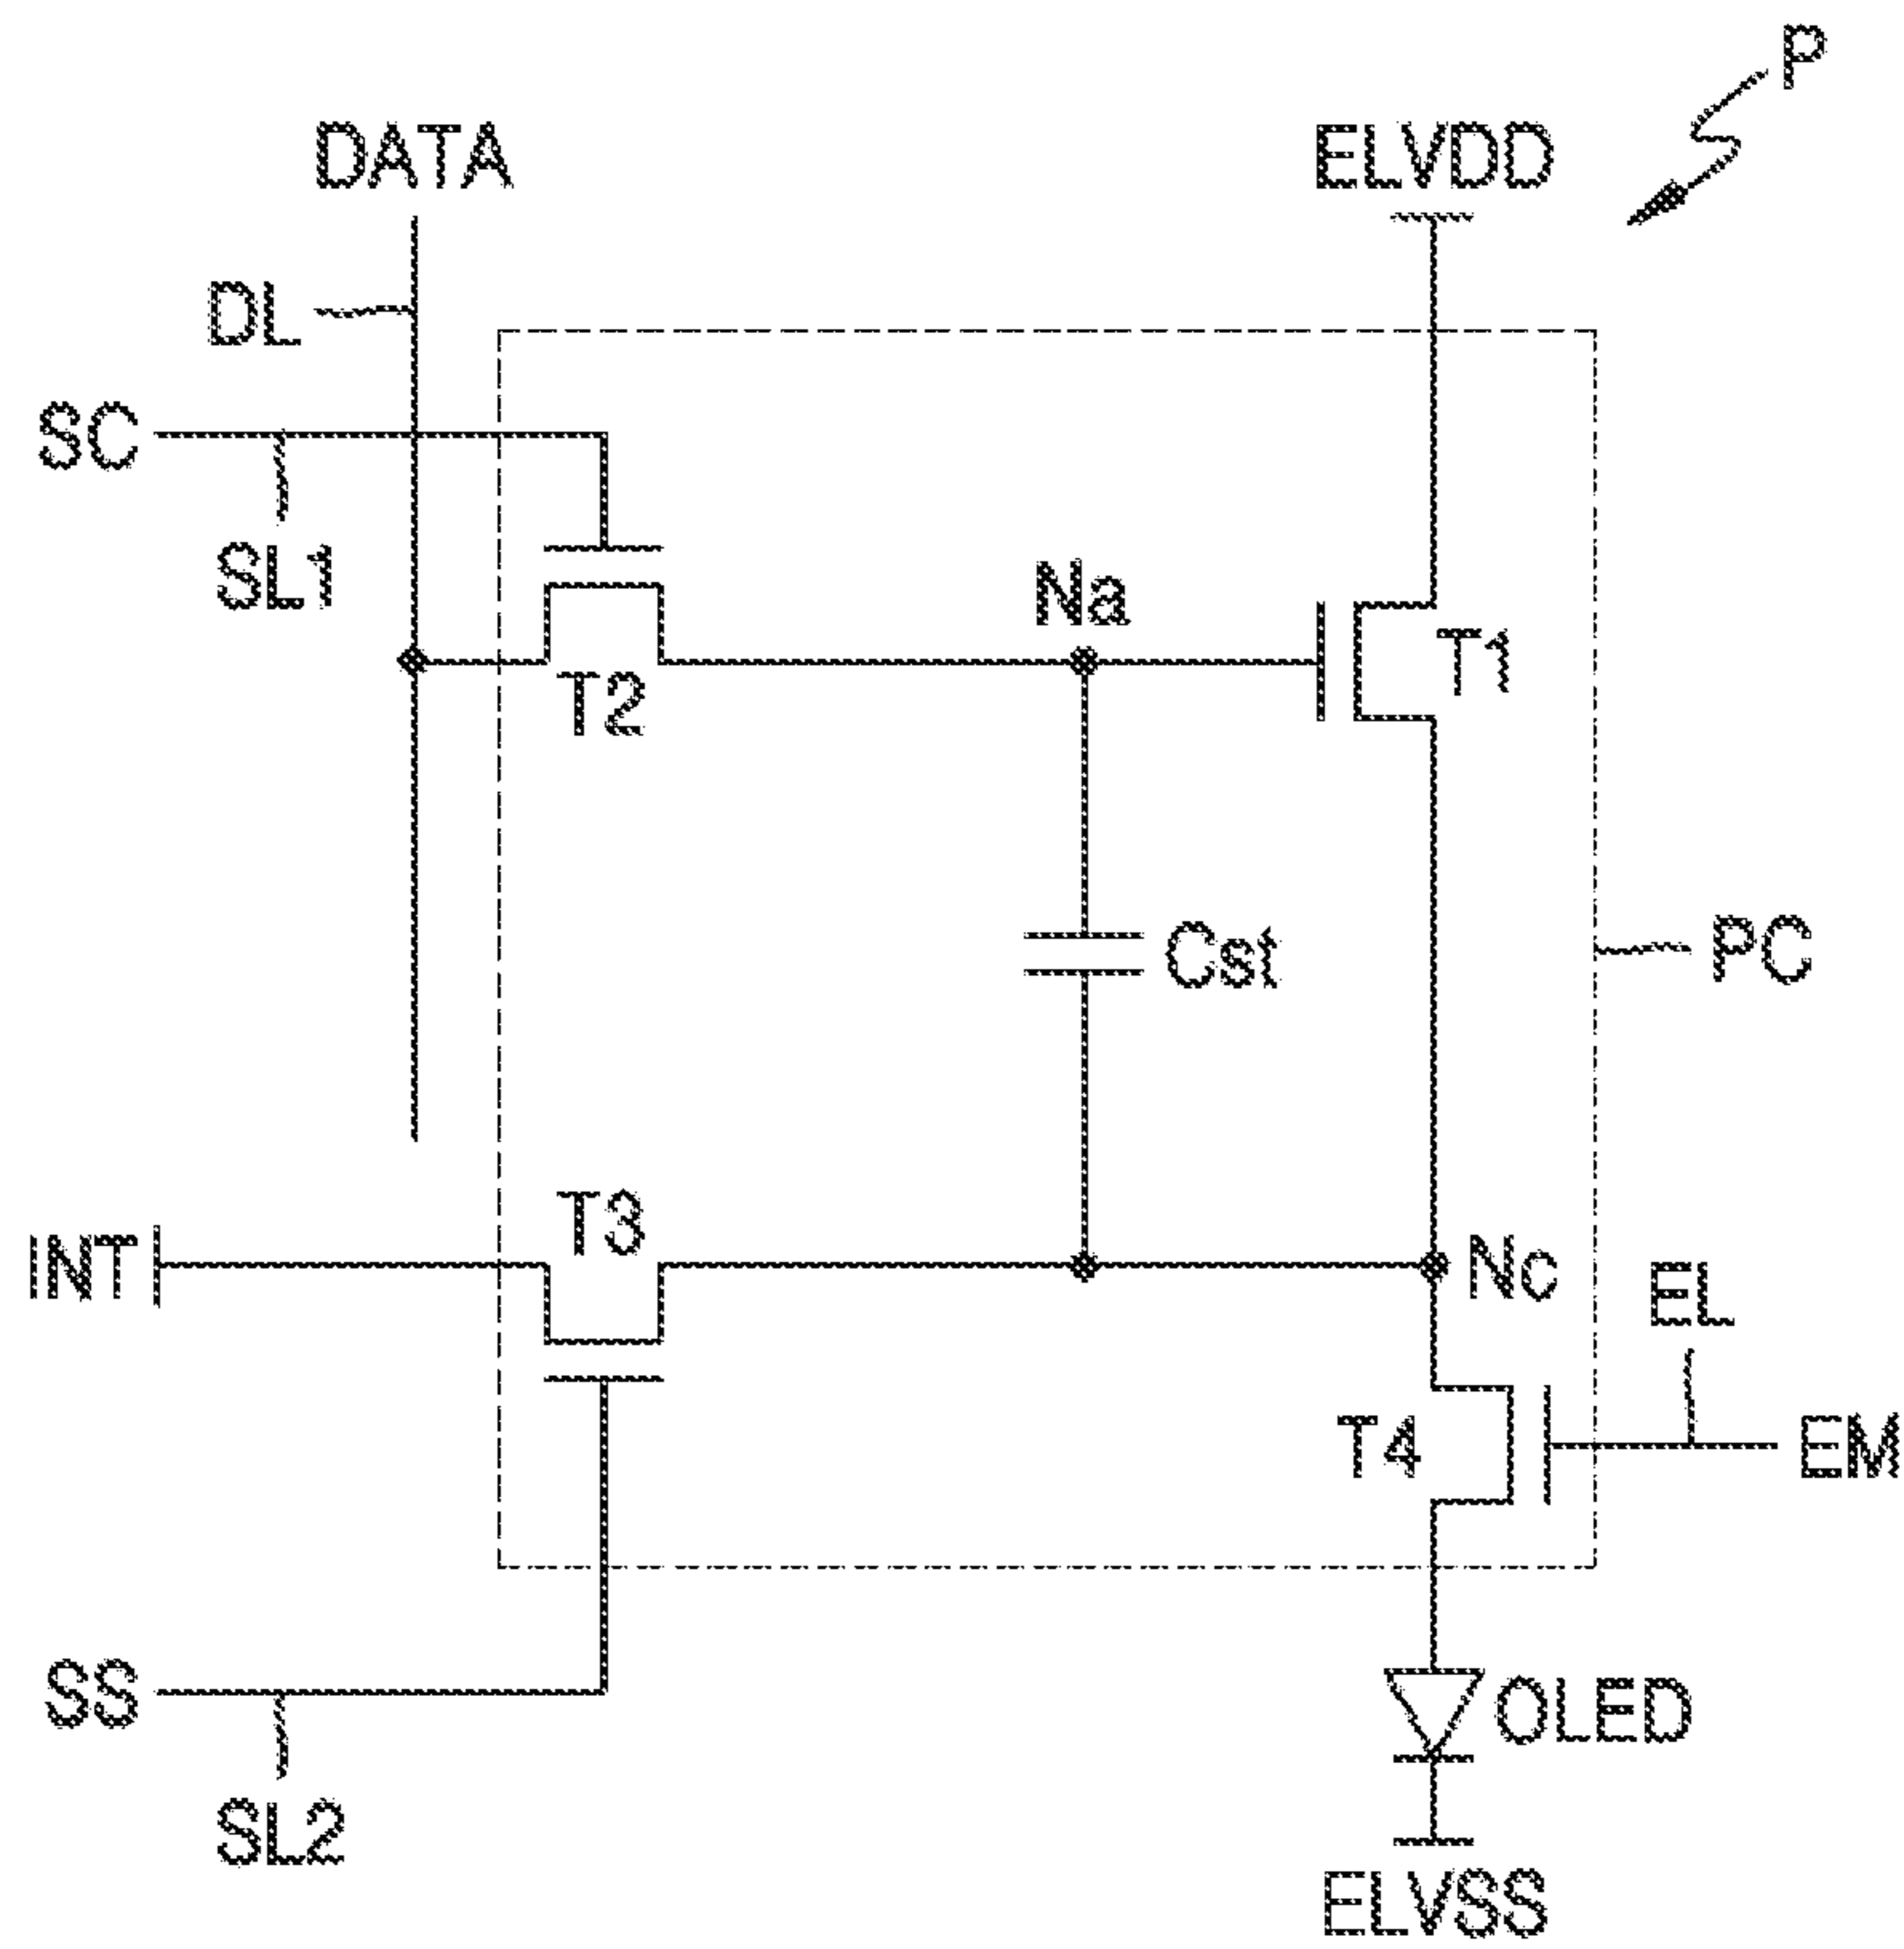 P
DATA
ELVDD
DL
SC
SL1
Na
T1
T2
Cst
PC
T3
INT
Nc
EL
T4
EM
SS
OLED
SL2
ELVSS